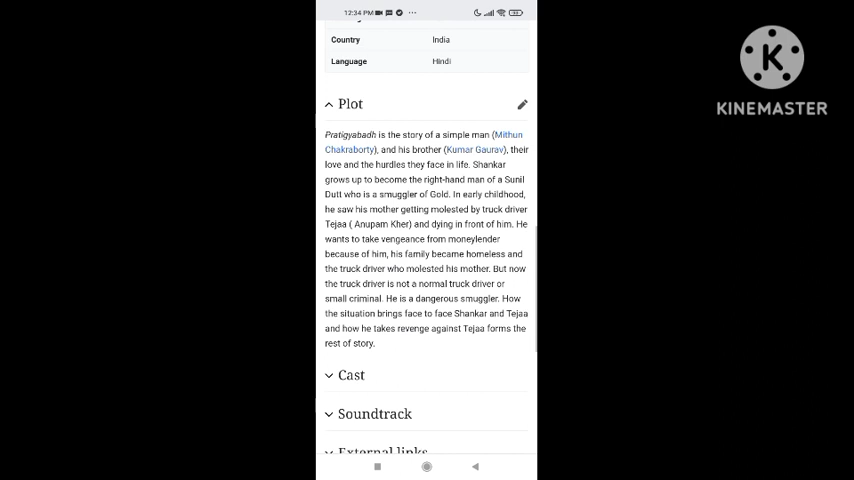 12:34 PM
Country India
Language Hindi
Plot
Pratigyabadh is the story of a simple man (Mithun
Chakraborty), and his brother (Kumar Gaurav), their
love and the hurdles they face in life. Shankar
grows up to become the right-hand man of a Sunil
Dutt who is a smuggler of Gold. In early childhood,
he saw his mother getting molested by truck driver
Tejaa ( Anupam Kher) and dying in front of him. He
wants to take vengeance from moneylender
because of him, his family became homeless and
the truck driver who molested his mother. But now
the truck driver is not a normal truck driver or
small criminal. He is a dangerous smuggler. How
the situation brings face to face Shankar and Tejaa
and how he takes revenge against Tejaa forms the
rest of story.
Cast
Soundtrack
External links
K
KINEMASTER